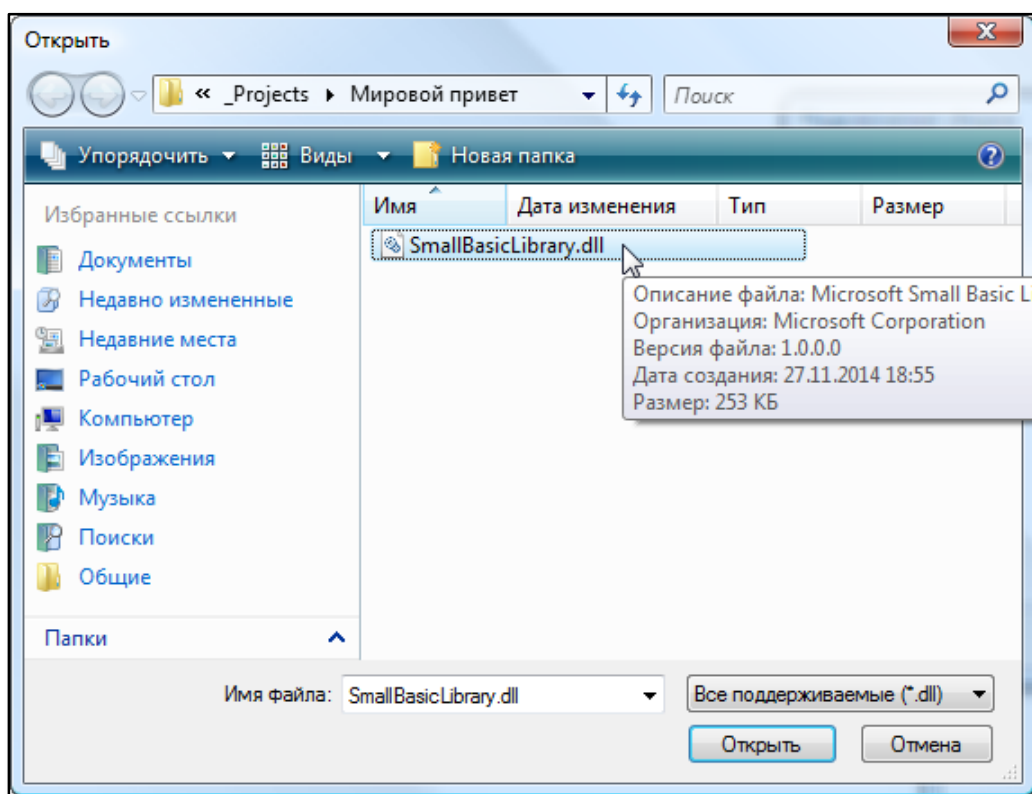 Открыть
« _Projects Мировой привет Поиск
Упорядочить Виды Новая папка
Избранные ссылки
Документы
Недавно измененные
Недавние места
Рабочий стол
Компьютер
Изображения
Музыка
Поиски
Общие
Папки
Имя Дата изменения Тип Размер
SmallBasicLibrary.dll
Описание файла: Microsoft Small Basic L
Организация: Microsoft Corporation
Версия файла: 1.0.0.0
Дата создания: 27.11.2014 18:55
Размер: 253 КБ
Имя файла: SmallBasicLibrary.dll Все поддерживаемые (*.dll)
Открыть Отмена